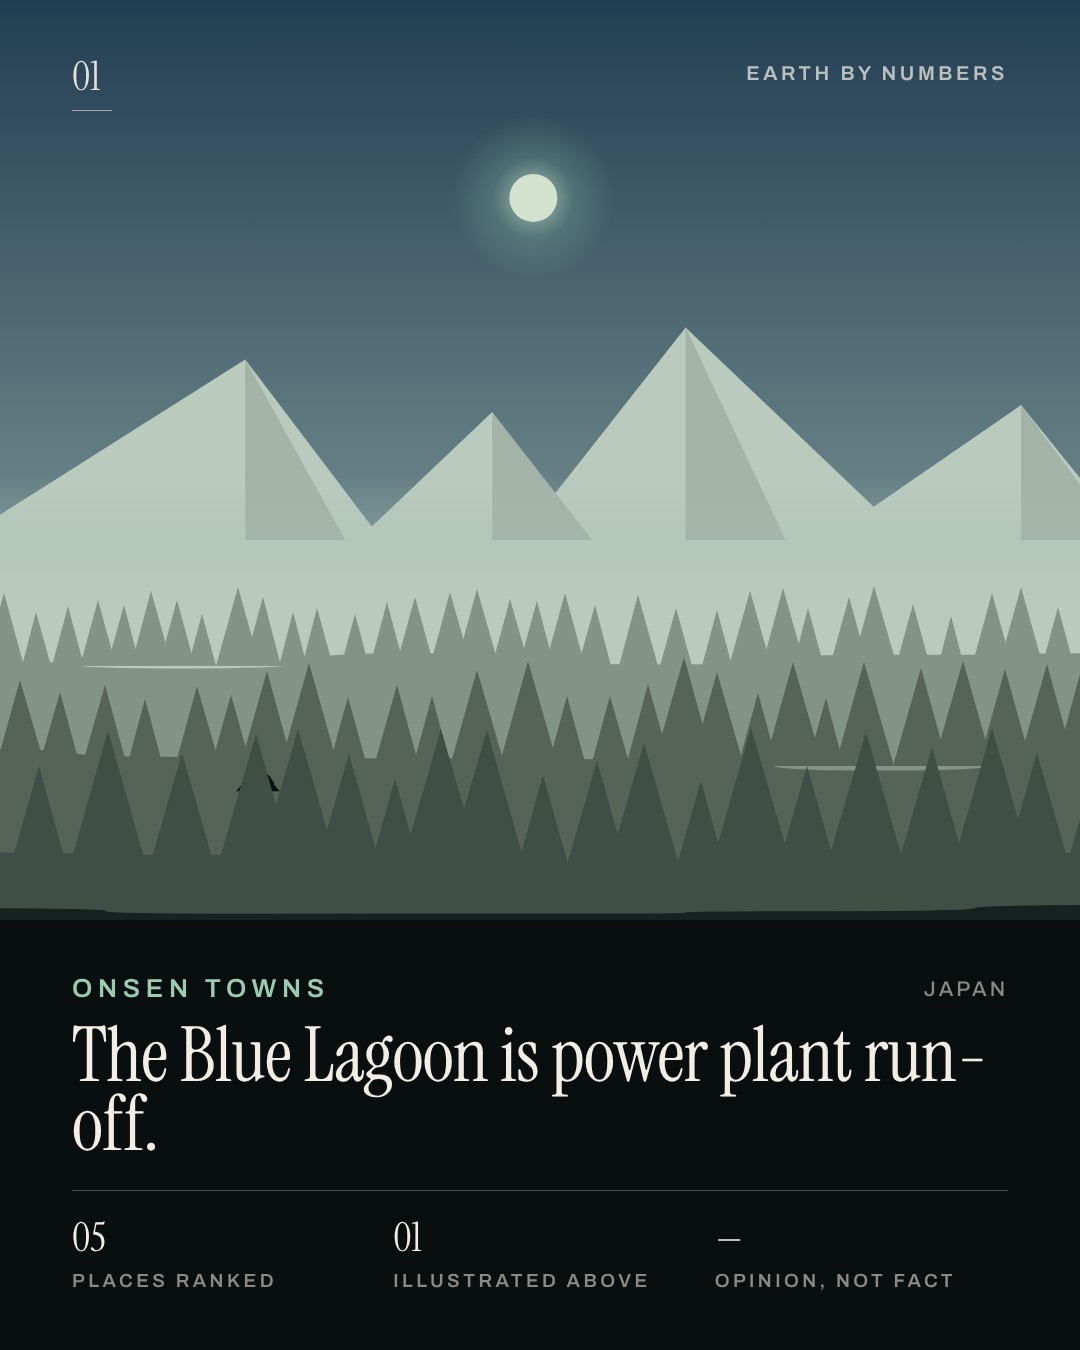 01
EARTH BY NUMBERS
ONSEN TOWNS
JAPAN
The Blue Lagoon is power plant run-
off.
05
01
—
PLACES RANKED
ILLUSTRATED ABOVE
OPINION, NOT FACT